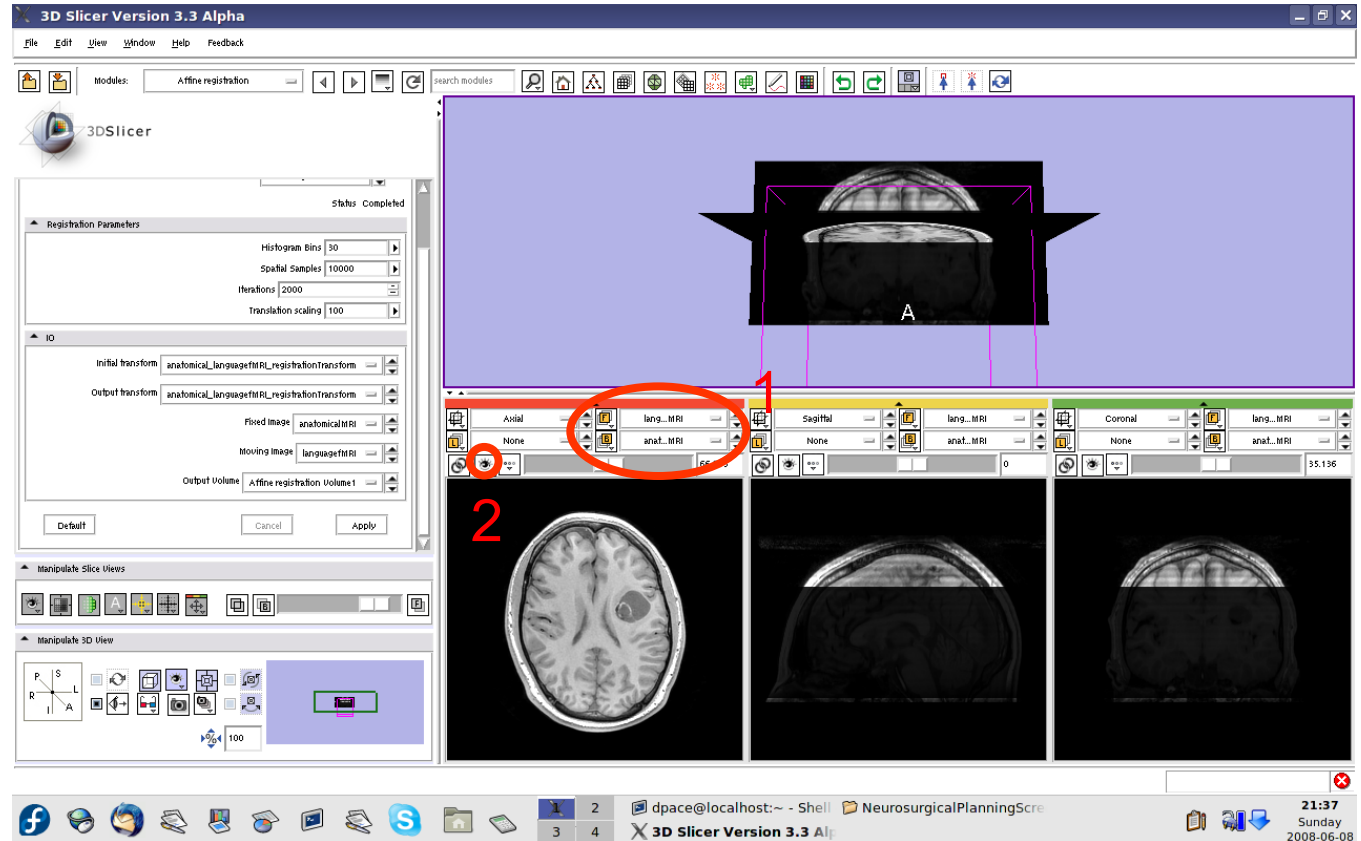 3D Slicer Version 3.3 Alpha
File Edit View Window Help Feedback
Modules: Affine registration search modules
3DSlicer
Status Completed
Registration Parameters
Histogram Bins 30
Spatial Samples 10000
Iterations 2000
Translation scaling 100
IO
Initial transform anatomical_languagefMRI_registrationTransform
Output transform anatomical_languagefMRI_registrationTransform
Fixed Image anatomicalMRI
Moving Image languagefMRI
Output Volume Affine registration Volume1
Default Cancel Apply
Manipulate Slice Views
A B F
Manipulate 3D View
P S
R L
I A
% 100
A
1
Axial F lang...MRI
L None B anat...MRI
2
Sagittal F lang...MRI
L None B anat...MRI
0
Coronal F lang...MRI
L None B anat...MRI
35.136
1 2
3 4
dpace@localhost:~ - Shell NeurosurgicalPlanningScre
3D Slicer Version 3.3 Alp
21:37
Sunday
2008-06-08